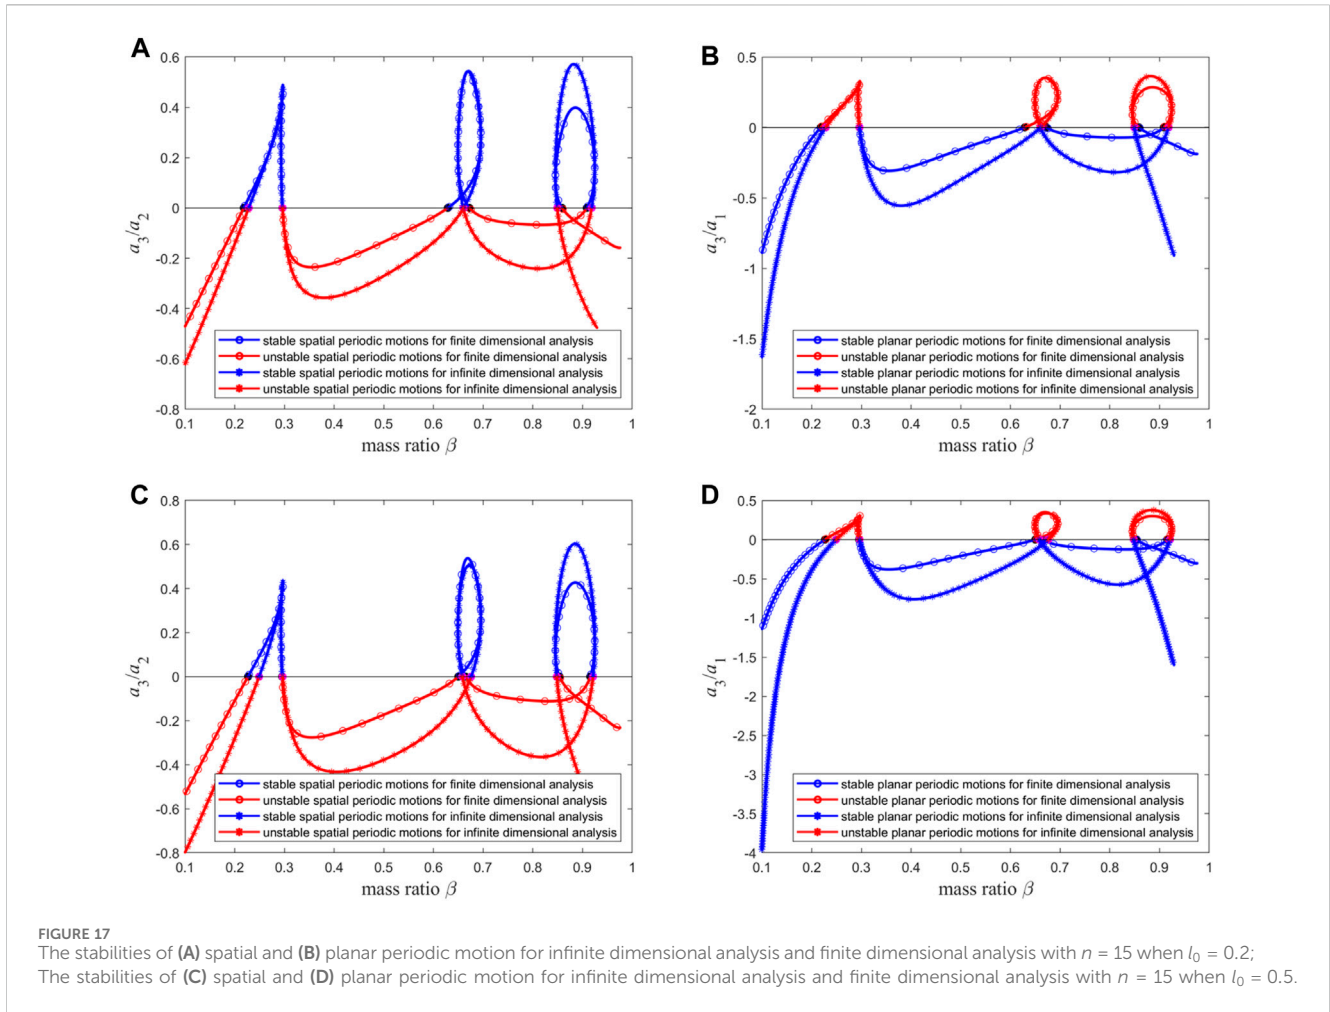 A
0.6
0.4
0.2
0
-0.2
-0.4
-0.6
-0.8
a3/a2
0.1 0.2 0.3 0.4 0.5 0.6 0.7 0.8 0.9 1
mass ratio β
stable spatial periodic motions for finite dimensional analysis
unstable spatial periodic motions for finite dimensional analysis
stable spatial periodic motions for infinite dimensional analysis
unstable spatial periodic motions for infinite dimensional analysis
B
0.5
0
-0.5
-1
-1.5
-2
a3/a1
0.1 0.2 0.3 0.4 0.5 0.6 0.7 0.8 0.9 1
mass ratio β
stable planar periodic motions for finite dimensional analysis
unstable planar periodic motions for finite dimensional analysis
stable planar periodic motions for infinite dimensional analysis
unstable planar periodic motions for infinite dimensional analysis
C
0.8
0.6
0.4
0.2
0
-0.2
-0.4
-0.6
-0.8
a3/a2
0.1 0.2 0.3 0.4 0.5 0.6 0.7 0.8 0.9 1
mass ratio β
stable spatial periodic motions for finite dimensional analysis
unstable spatial periodic motions for finite dimensional analysis
stable spatial periodic motions for infinite dimensional analysis
unstable spatial periodic motions for infinite dimensional analysis
D
0.5
0
-0.5
-1
-1.5
-2
-2.5
-3
-3.5
-4
a3/a1
0.1 0.2 0.3 0.4 0.5 0.6 0.7 0.8 0.9 1
mass ratio β
stable planar periodic motions for finite dimensional analysis
unstable planar periodic motions for finite dimensional analysis
stable planar periodic motions for infinite dimensional analysis
unstable planar periodic motions for infinite dimensional analysis
FIGURE 17
The stabilities of (A) spatial and (B) planar periodic motion for infinite dimensional analysis and finite dimensional analysis with n = 15 when l0 = 0.2;
The stabilities of (C) spatial and (D) planar periodic motion for infinite dimensional analysis and finite dimensional analysis with n = 15 when l0 = 0.5.